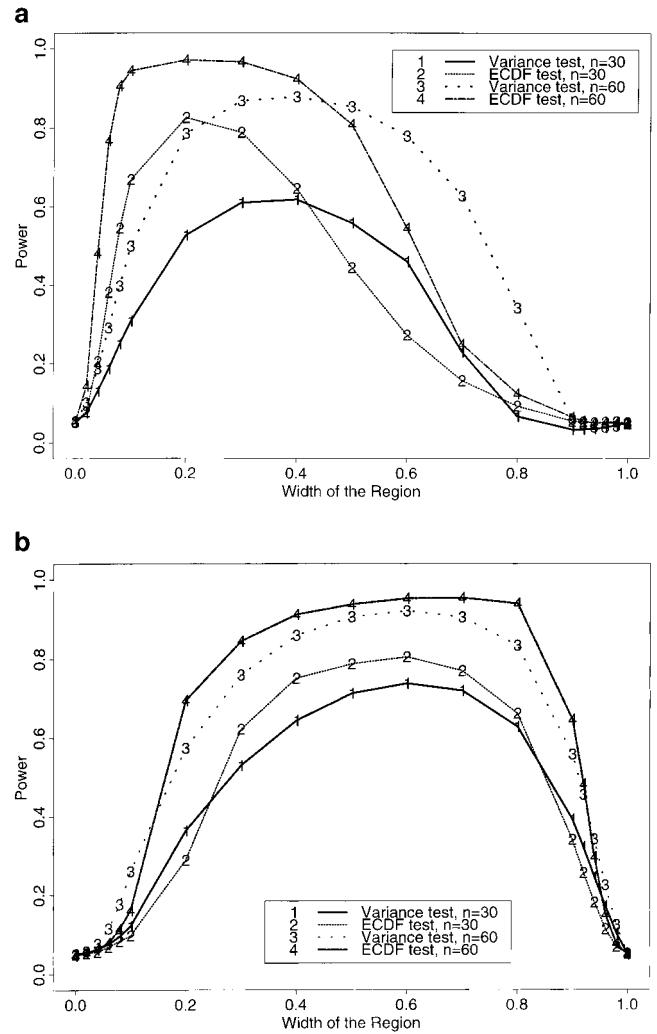 a
1 Variance test, n=30
2 ECDF test, n=30
3 Variance test, n=60
4 ECDF test, n=60
Power
0.0 0.2 0.4 0.6 0.8 1.0
0.0 0.2 0.4 0.6 0.8 1.0
Width of the Region
b
1 Variance test, n=30
2 ECDF test, n=30
3 Variance test, n=60
4 ECDF test, n=60
Power
0.0 0.2 0.4 0.6 0.8 1.0
0.0 0.2 0.4 0.6 0.8 1.0
Width of the Region